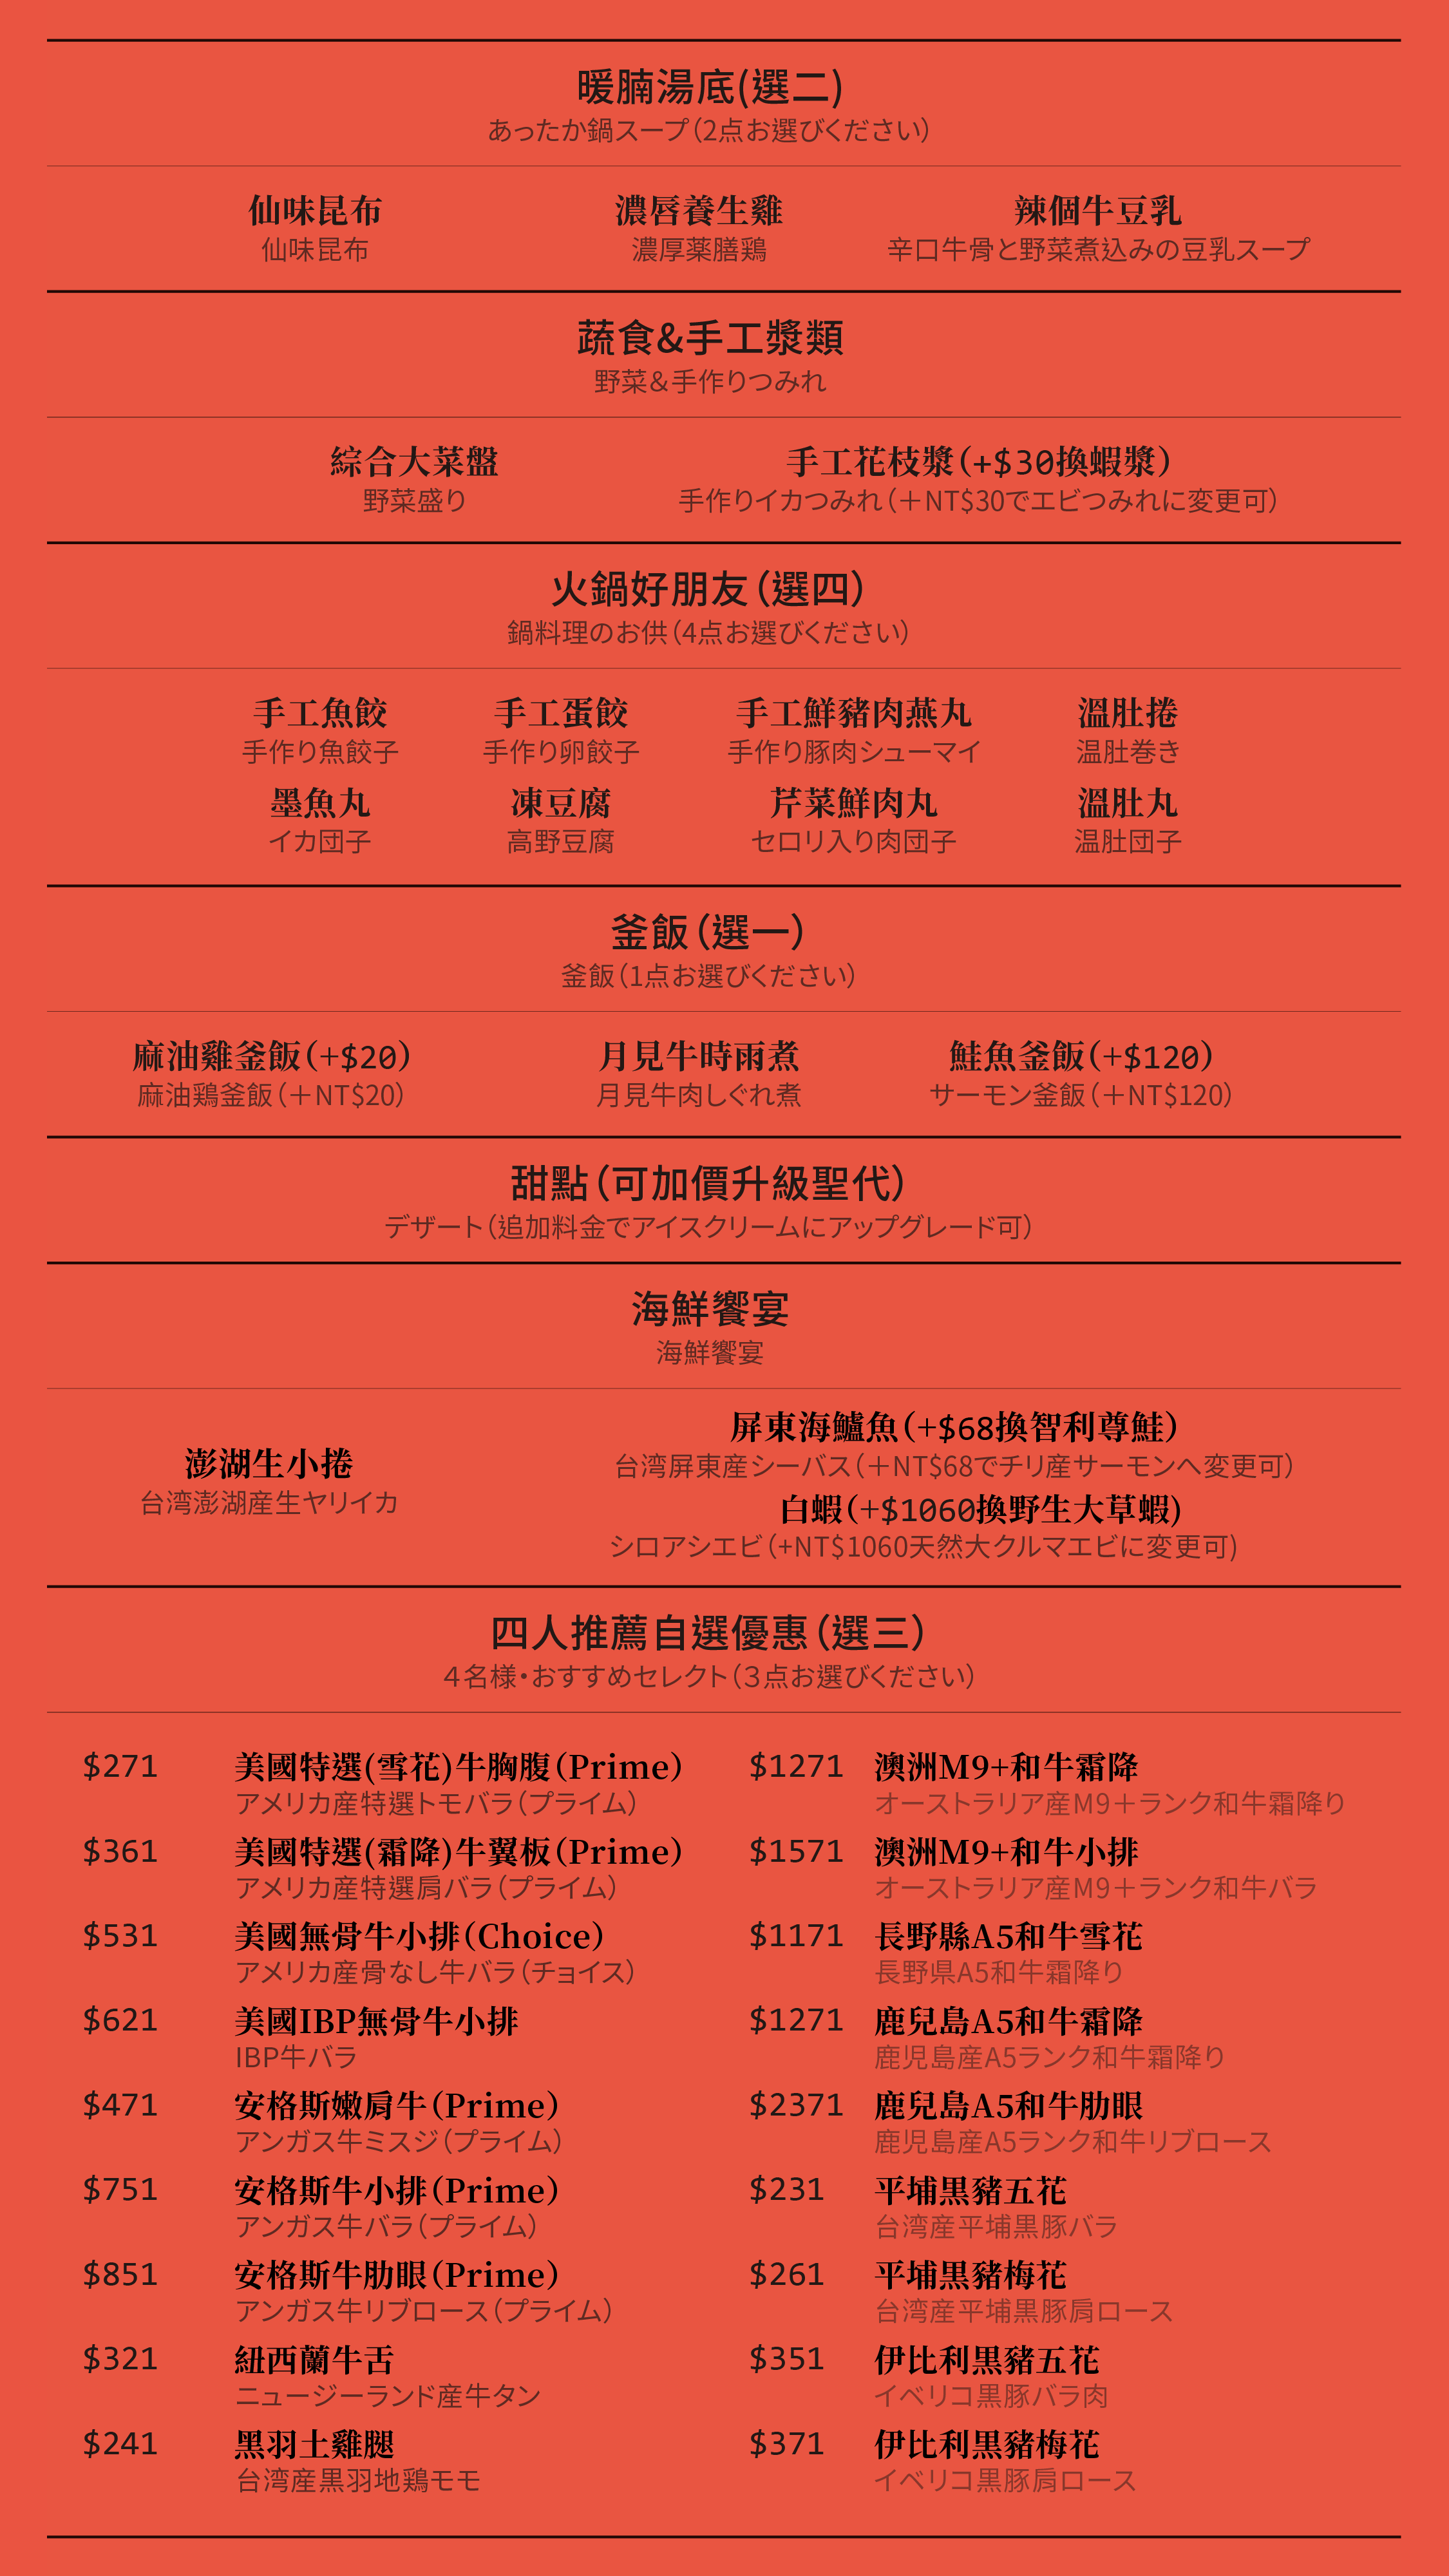 暖腩湯底(選二)
あったか鍋スープ（2点お選びください）
仙味昆布 濃唇養生雞 辣個牛豆乳
仙味昆布 濃厚薬膳鶏 辛口牛骨と野菜煮込みの豆乳スープ
蔬食&手工漿類
野菜＆手作りつみれ
綜合大菜盤 手工花枝漿（+$30換蝦漿）
野菜盛り 手作りイカつみれ（＋NT$30でエビつみれに変更可）
火鍋好朋友（選四）
鍋料理のお供（4点お選びください）
手工魚餃 手工蛋餃 手工鮮豬肉燕丸 溫肚捲
手作り魚餃子 手作り卵餃子 手作り豚肉シューマイ 温肚巻き
墨魚丸 凍豆腐 芹菜鮮肉丸 溫肚丸
イカ団子 高野豆腐 セロリ入り肉団子 温肚団子
釜飯（選一）
釜飯（1点お選びください）
麻油雞釜飯（+$20） 月見牛時雨煮 鮭魚釜飯（+$120）
麻油鶏釜飯（＋NT$20） 月見牛肉しぐれ煮 サーモン釜飯（＋NT$120）
甜點（可加價升級聖代）
デザート（追加料金でアイスクリームにアップグレード可）
海鮮饗宴
海鮮饗宴
澎湖生小捲
台湾澎湖産生ヤリイカ
屏東海鱸魚（+$68換智利尊鮭）
台湾屏東産シーバス（＋NT$68でチリ産サーモンへ変更可）
白蝦(+$1060換野生大草蝦)
シロアシエビ（+NT$1060天然大クルマエビに変更可)
四人推薦自選優惠（選三）
４名様・おすすめセレクト（３点お選びください）
$271 美國特選(雪花)牛胸腹（Prime）
アメリカ産特選トモバラ（プライム）
$361 美國特選(霜降)牛翼板（Prime）
アメリカ産特選肩バラ（プライム）
$531 美國無骨牛小排（Choice）
アメリカ産骨なし牛バラ（チョイス）
$621 美國IBP無骨牛小排
IBP牛バラ
$471 安格斯嫩肩牛（Prime）
アンガス牛ミスジ（プライム）
$751 安格斯牛小排（Prime）
アンガス牛バラ（プライム）
$851 安格斯牛肋眼（Prime）
アンガス牛リブロース（プライム）
$321 紐西蘭牛舌
ニュージーランド産牛タン
$241 黑羽土雞腿
台湾産黒羽地鶏モモ
$1271 澳洲M9+和牛霜降
オーストラリア産M9＋ランク和牛霜降り
$1571 澳洲M9+和牛小排
オーストラリア産M9＋ランク和牛バラ
$1171 長野縣A5和牛雪花
長野県A5和牛霜降り
$1271 鹿兒島A5和牛霜降
鹿児島産A5ランク和牛霜降り
$2371 鹿兒島A5和牛肋眼
鹿児島産A5ランク和牛リブロース
$231 平埔黑豬五花
台湾産平埔黒豚バラ
$261 平埔黑豬梅花
台湾産平埔黒豚肩ロース
$351 伊比利黑豬五花
イベリコ黒豚バラ肉
$371 伊比利黑豬梅花
イベリコ黒豚肩ロース